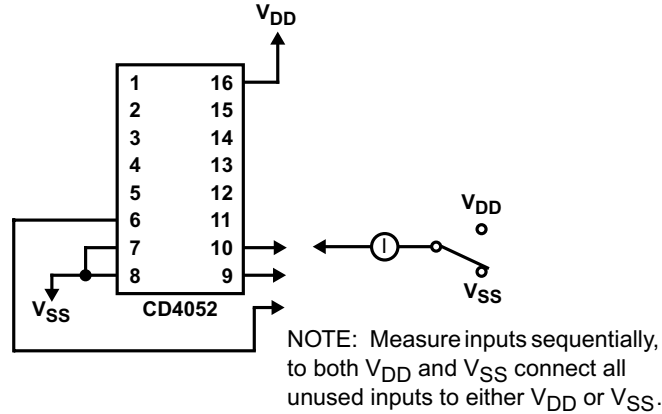 VDD
1 16
2 15
3 14
4 13
5 12
6 11
7 10
8 9
VSS
CD4052
I
VDD
VSS
NOTE: Measure inputs sequentially,
to both VDD and VSS connect all
unused inputs to either VDD or VSS.